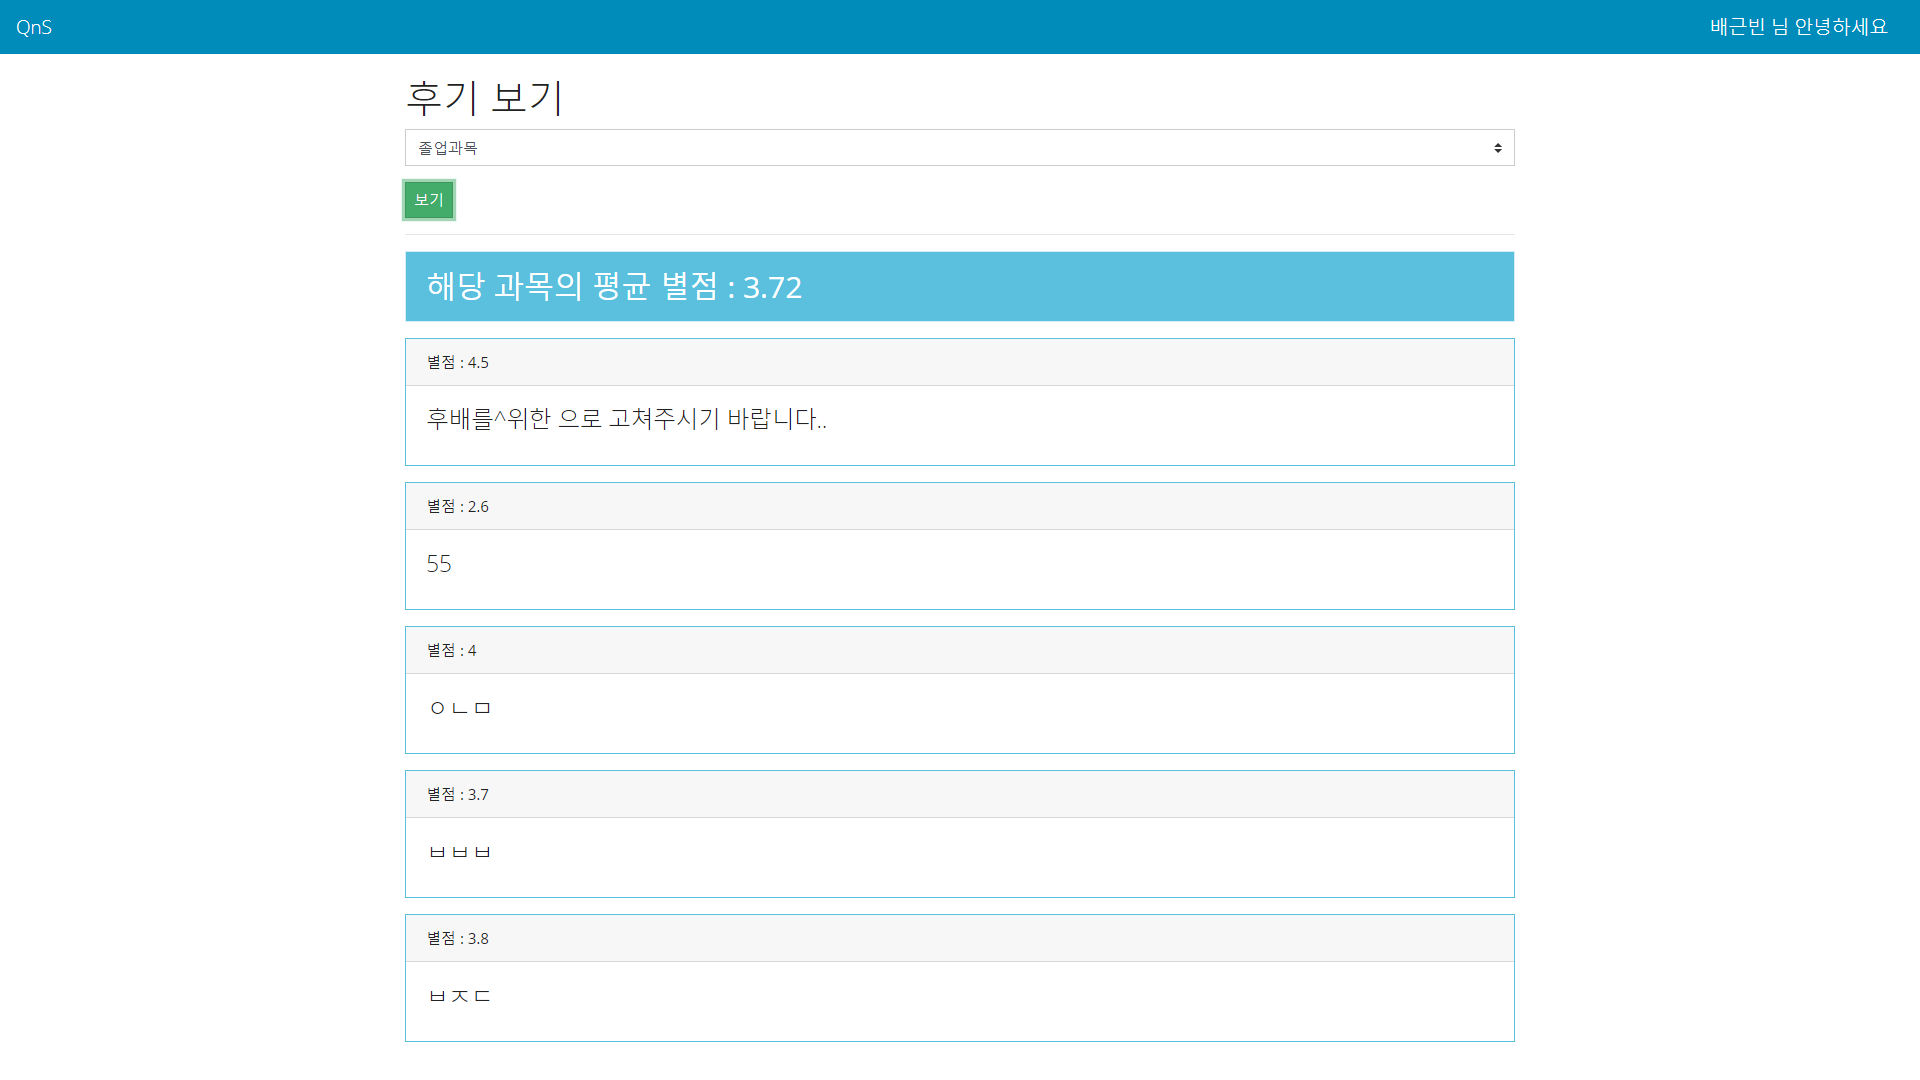 QnS
배근빈 님 안녕하세요
후기 보기
졸업과목
보기
해당 과목의 평균 별점 : 3.72
별점 : 4.5
후배를^위한 으로 고쳐주시기 바랍니다..
별점 : 2.6
55
별점 : 4
ㅇㄴㅁ
별점 : 3.7
ㅂㅂㅂ
별점 : 3.8
ㅂㅈㄷ